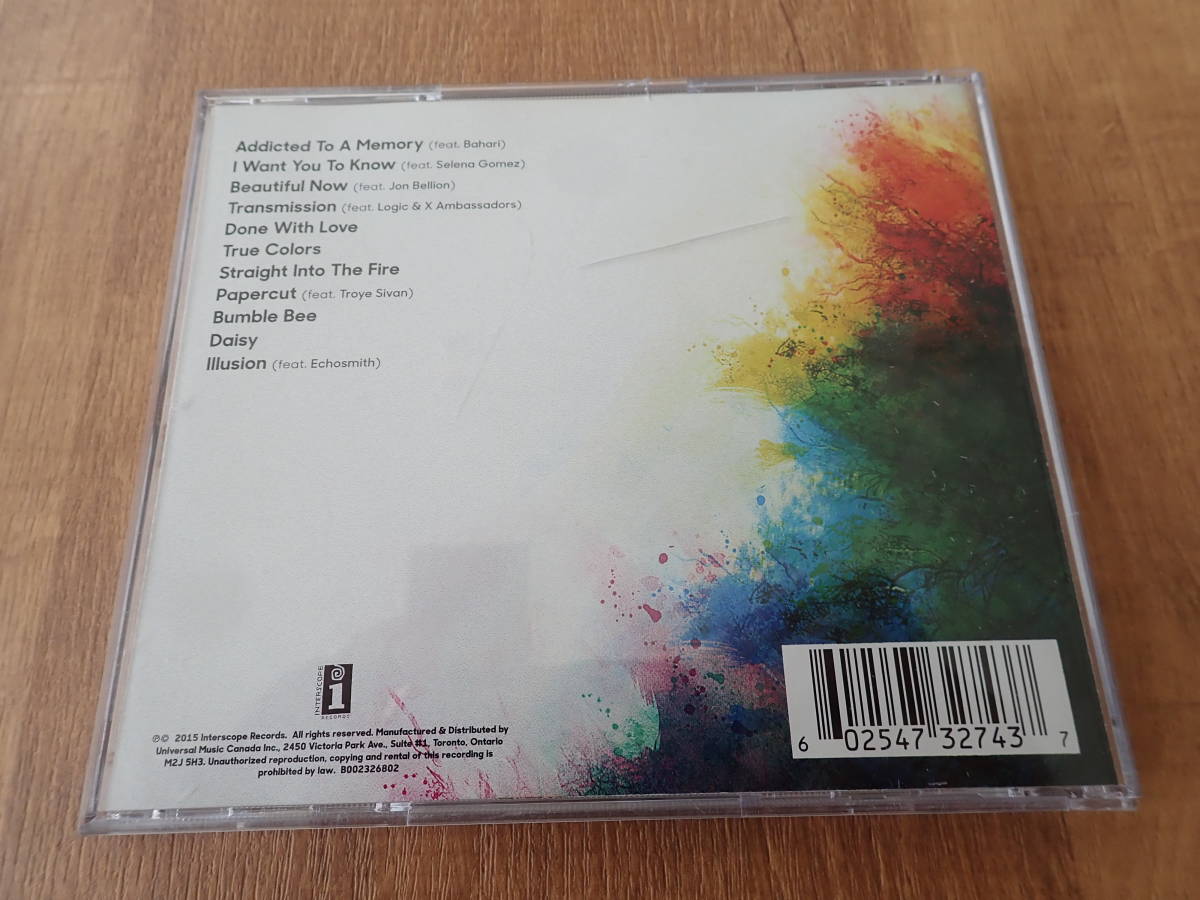 Addicted To A Memory (feat. Bahari)
I Want You To Know (feat. Selena Gomez)
Beautiful Now (feat. Jon Bellion)
Transmission (feat. Logic & X Ambassadors)
Done With Love
True Colors
Straight Into The Fire
Papercut (feat. Troye Sivan)
Bumble Bee
Daisy
Illusion (feat. Echosmith)
INTERSCOPE
i
RECORDS
℗© 2015 Interscope Records. All rights reserved. Manufactured & Distributed by
Universal Music Canada Inc., 2450 Victoria Park Ave., Suite #1, Toronto, Ontario
M2J 5H3. Unauthorized reproduction, copying and rental of this recording is
prohibited by law. B002326802
6 02547 32743 7